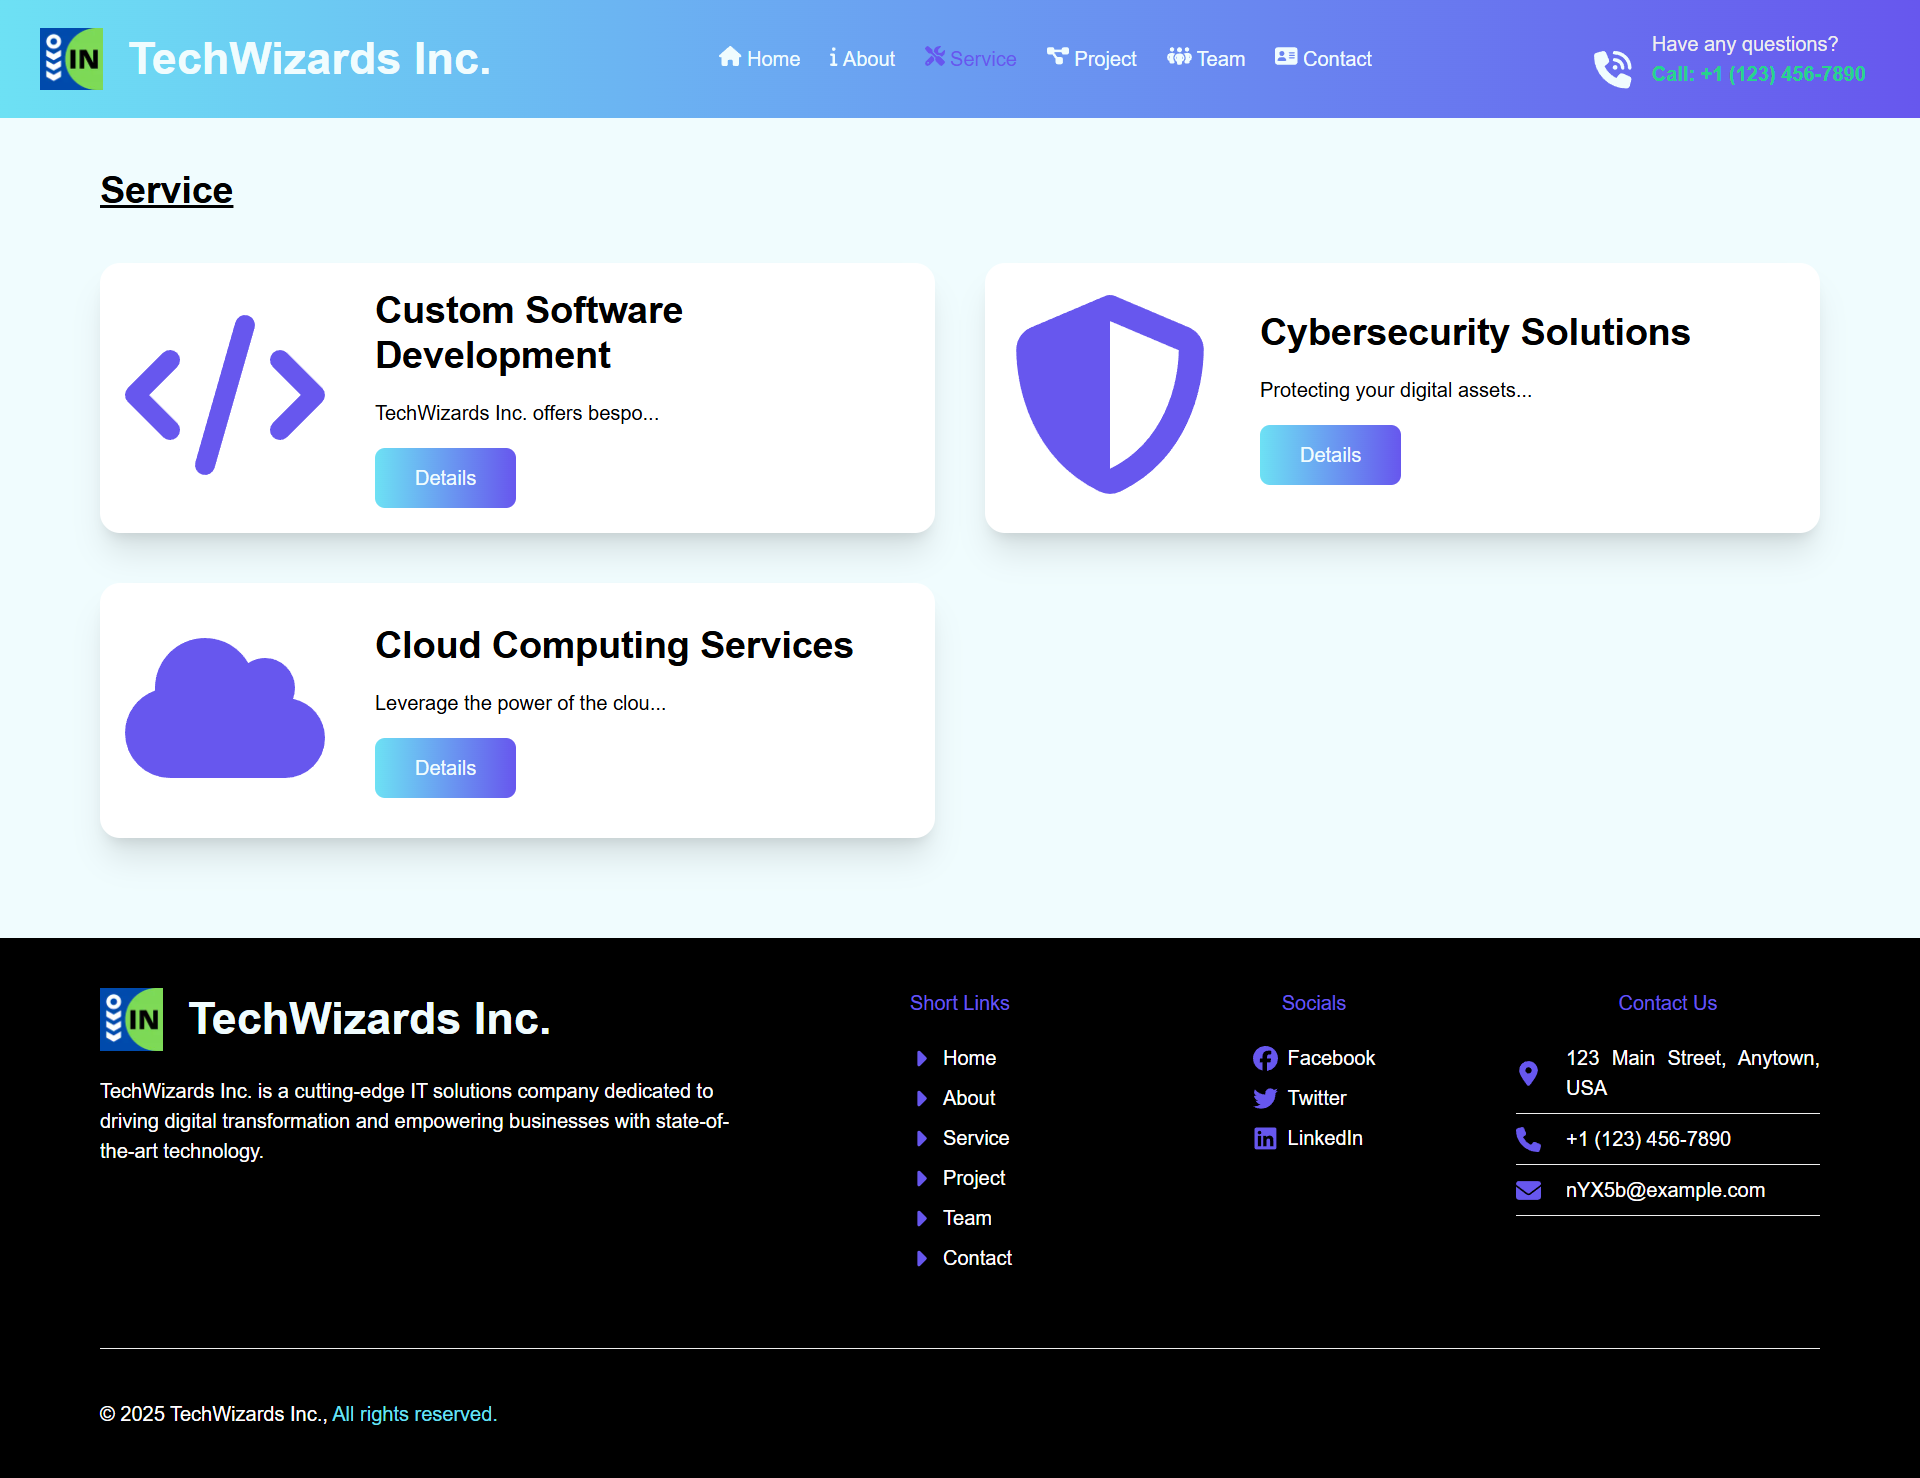 IN
TechWizards Inc.
Home
About
Service
Project
Team
Contact
Have any questions?
Call: +1 (123) 456-7890
Service
Custom Software
Development
TechWizards Inc. offers bespo...
Details
Cybersecurity Solutions
Protecting your digital assets...
Details
Cloud Computing Services
Leverage the power of the clou...
Details
IN
TechWizards Inc.
TechWizards Inc. is a cutting-edge IT solutions company dedicated to
driving digital transformation and empowering businesses with state-of-
the-art technology.
Short Links
Home
About
Service
Project
Team
Contact
Socials
Facebook
Twitter
LinkedIn
Contact Us
123 Main Street, Anytown,
USA
+1 (123) 456-7890
nYX5b@example.com
© 2025 TechWizards Inc., All rights reserved.